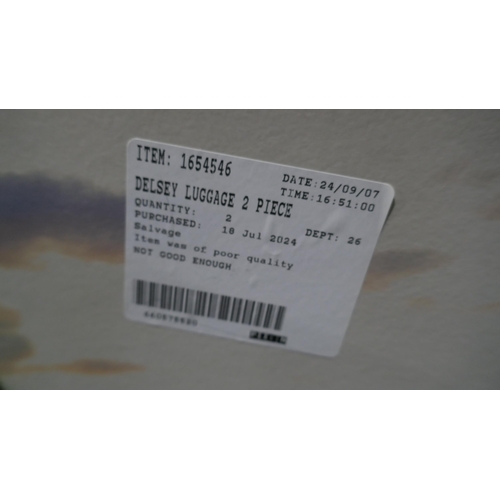 ITEM: 1654546 DATE:24/09/07
DELSEY LUGGAGE 2 PIECE TIME:16:51:00
QUANTITY: 2
PURCHASED: 18 Jul 2024 DEPT: 26
Salvage
Item was of poor quality
NOT GOOD ENOUGH